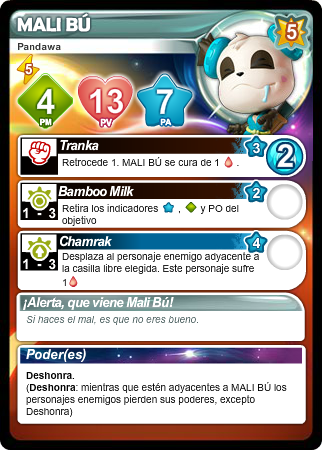 MALI BÚ
Pandawa
5
5
4
PM
13
PV
7
PA
Tranka
3
2
Retrocede 1. MALI BÚ se cura de 1 .
Bamboo Milk
2
1 - 3
Retira los indicadores , y PO del
objetivo
Chamrak
4
1 - 3
Desplaza al personaje enemigo adyacente a
la casilla libre elegida. Este personaje sufre
1
¡Alerta, que viene Mali Bú!
Si haces el mal, es que no eres bueno.
Poder(es)
Deshonra.
(Deshonra: mientras que estén adyacentes a MALI BÚ los
personajes enemigos pierden sus poderes, excepto
Deshonra)